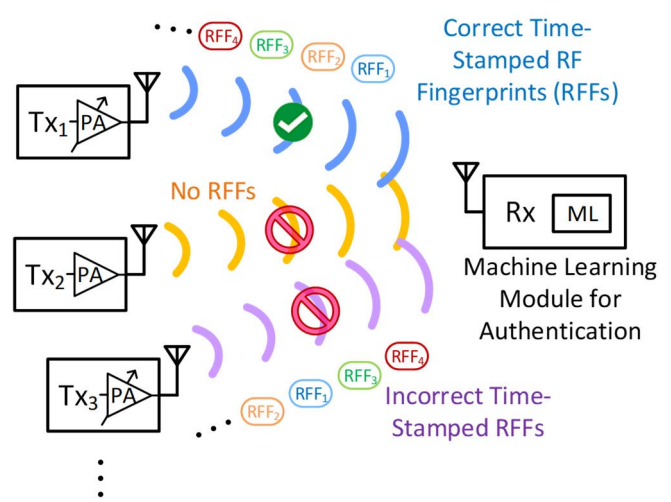 RFF4
RFF3
RFF2
RFF1
Correct Time-
Stamped RF
Fingerprints (RFFs)
Tx1
PA
No RFFs
Rx
ML
Tx2
PA
Machine Learning
Module for
Authentication
Tx3
PA
RFF4
RFF3
RFF1
RFF2
Incorrect Time-
Stamped RFFs